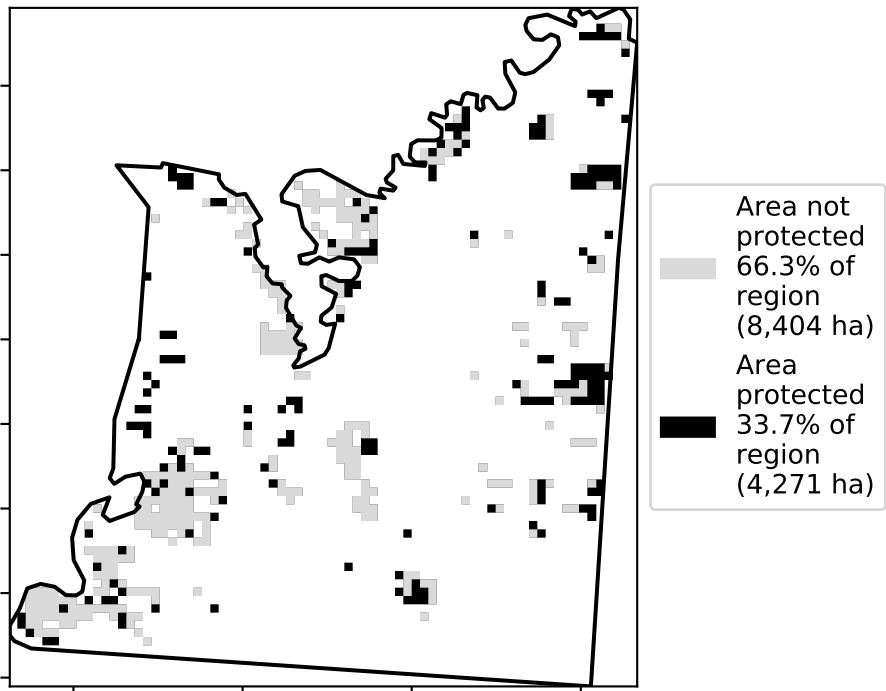 Area not
protected
66.3% of
region
(8,404 ha)
Area
protected
33.7% of
region
(4,271 ha)